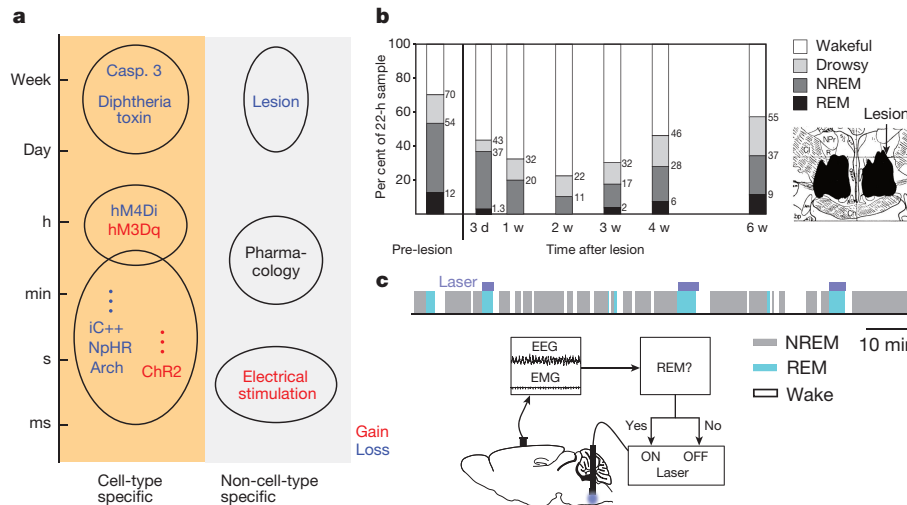 a
Week
Day
h
min
s
ms
Casp. 3
Diphtheria
toxin
Lesion
hM4Di
hM3Dq
Pharma-
cology
iC++
NpHR
Arch
ChR2
Electrical
stimulation
Gain
Loss
Cell-type
specific
Non-cell-type
specific
b
Per cent of 22-h sample
100
80
60
40
20
70
54
12
43
37
1.3
32
20
22
11
32
17
2
46
28
6
55
37
9
Pre-lesion
3 d
1 w
2 w
3 w
4 w
6 w
Time after lesion
Wakeful
Drowsy
NREM
REM
Lesion
NPr
c
Laser
10 min
NREM
REM
Wake
EEG
EMG
REM?
Yes
No
ON OFF
Laser